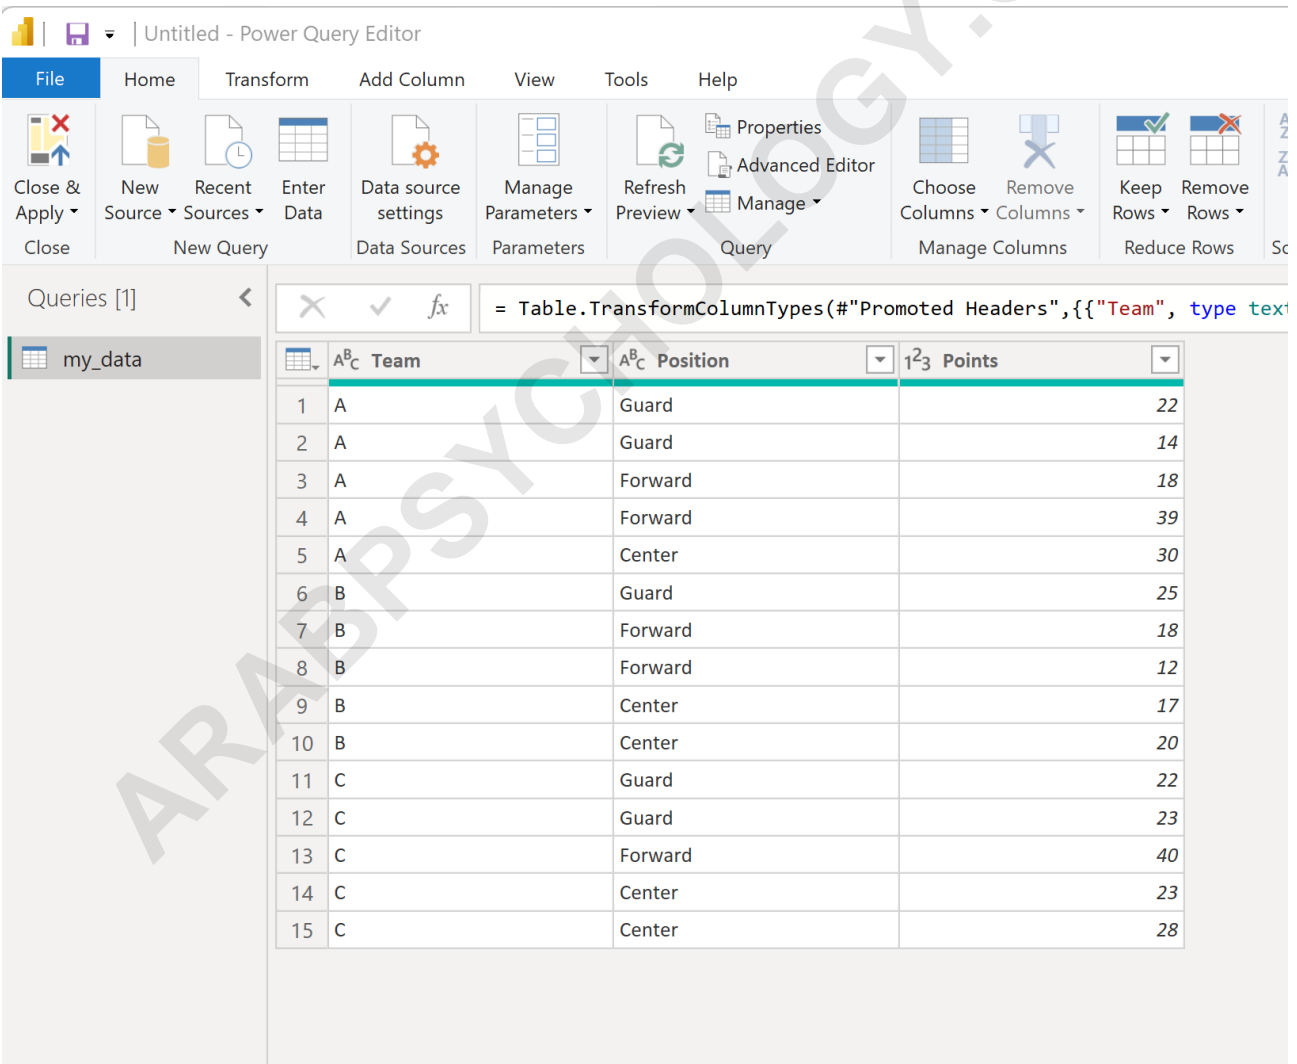 Untitled - Power Query Editor
File Home Transform Add Column View Tools Help
Close & Apply
New Source
Recent Sources
Enter Data
Data source settings
Manage Parameters
Refresh Preview
Properties
Advanced Editor
Manage
Choose Columns
Remove Columns
Keep Rows
Remove Rows
Close New Query Data Sources Parameters Query Manage Columns Reduce Rows
Queries [1]
my_data
fx = Table.TransformColumnTypes(#"Promoted Headers",{{"Team", type text
ABC Team ABC Position 123 Points
1 A Guard 22
2 A Guard 14
3 A Forward 18
4 A Forward 39
5 A Center 30
6 B Guard 25
7 B Forward 18
8 B Forward 12
9 B Center 17
10 B Center 20
11 C Guard 22
12 C Guard 23
13 C Forward 40
14 C Center 23
15 C Center 28
ARABPSYCHOLOGY.